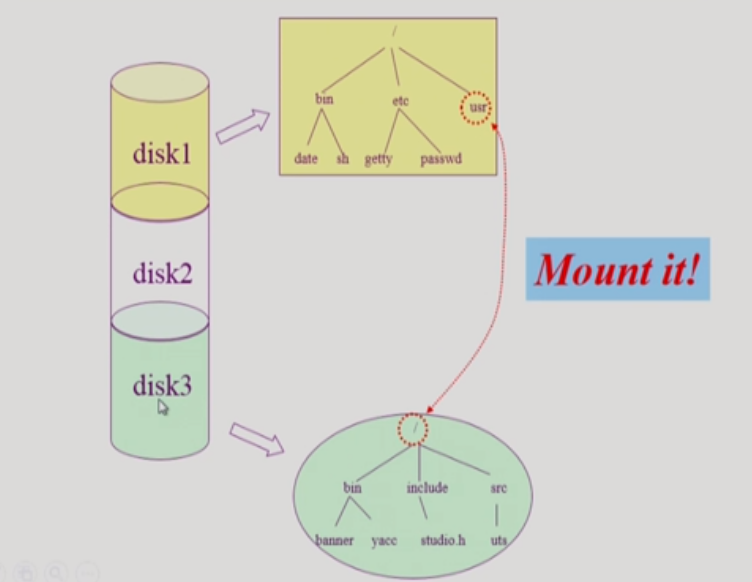 /
bin etc usr
date sh getty passwd
disk1
disk2
Mount it!
disk3
/
bin include src
banner yacc studio.h uts